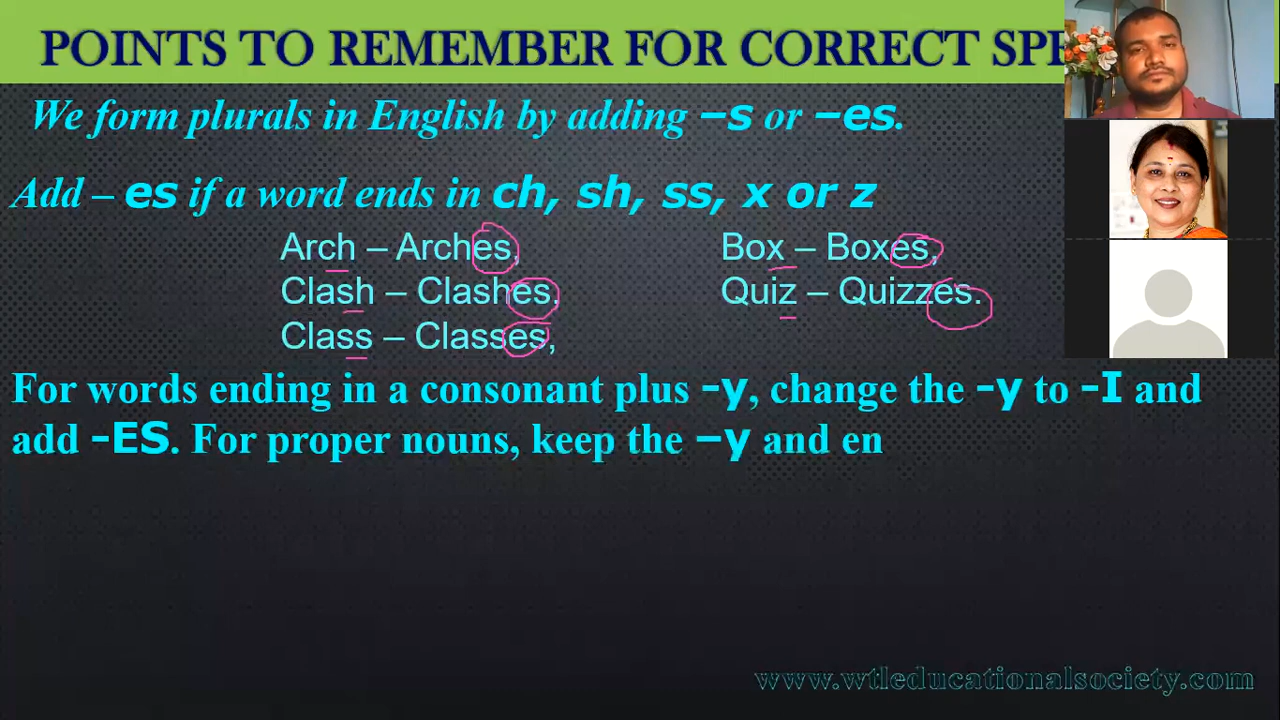 POINTS TO REMEMBER FOR CORRECT SPE
We form plurals in English by adding –s or –es.
Add – es if a word ends in ch, sh, ss, x or z
Arch – Arches,
Clash – Clashes.
Class – Classes,
Box – Boxes,
Quiz – Quizzes.
For words ending in a consonant plus -y, change the -y to -I and
add -ES. For proper nouns, keep the –y and en
www.wtleducationalsociety.com